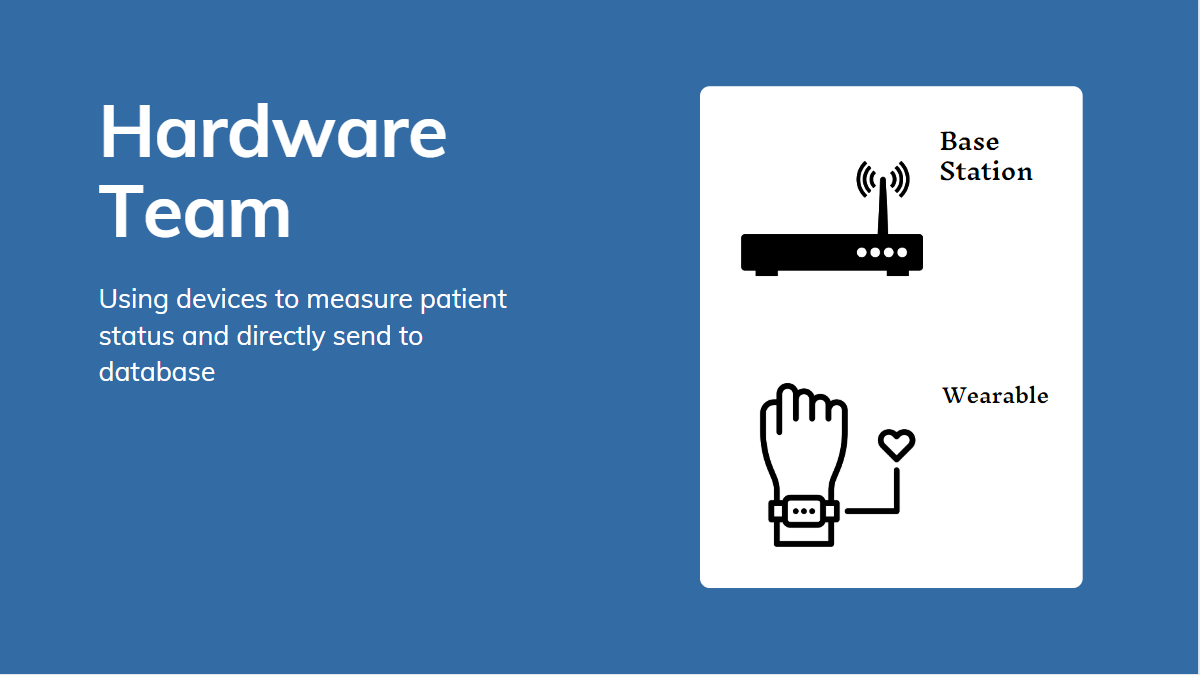 Hardware
Team
Using devices to measure patient
status and directly send to
database
Base
Station
Wearable